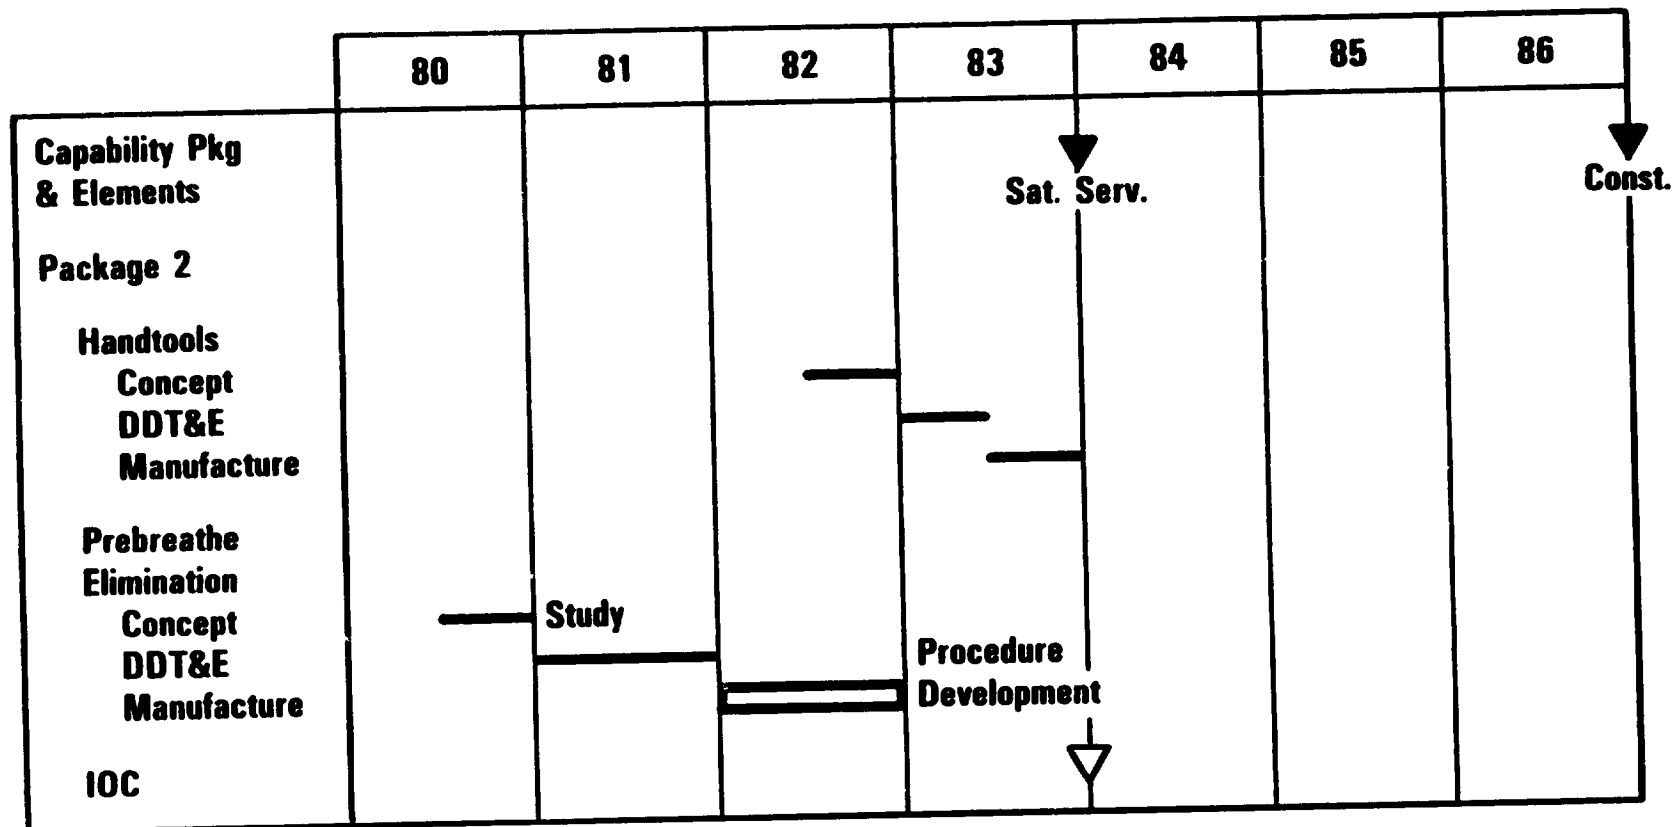 80 81 82 83 84 85 86
Capability Pkg
& Elements
Sat. Serv.
Const.
Package 2
Handtools
Concept
DDT&E
Manufacture
Prebreathe
Elimination
Concept
Study
DDT&E
Manufacture
Procedure
Development
IOC